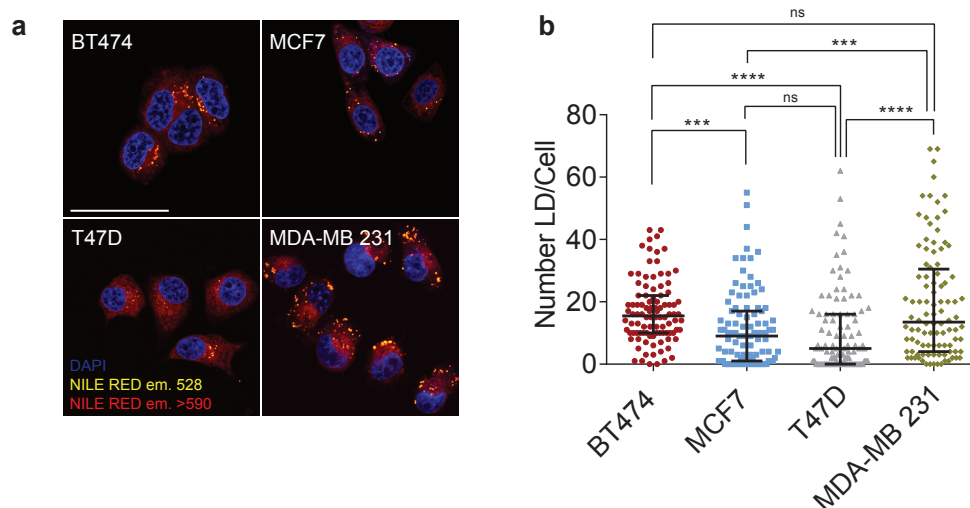 a
BT474
MCF7
T47D
MDA-MB 231
DAPI
NILE RED em. 528
NILE RED em. >590
b
ns
***
****
ns
***
****
Number LD/Cell
80
60
40
20
0
BT474
MCF7
T47D
MDA-MB 231